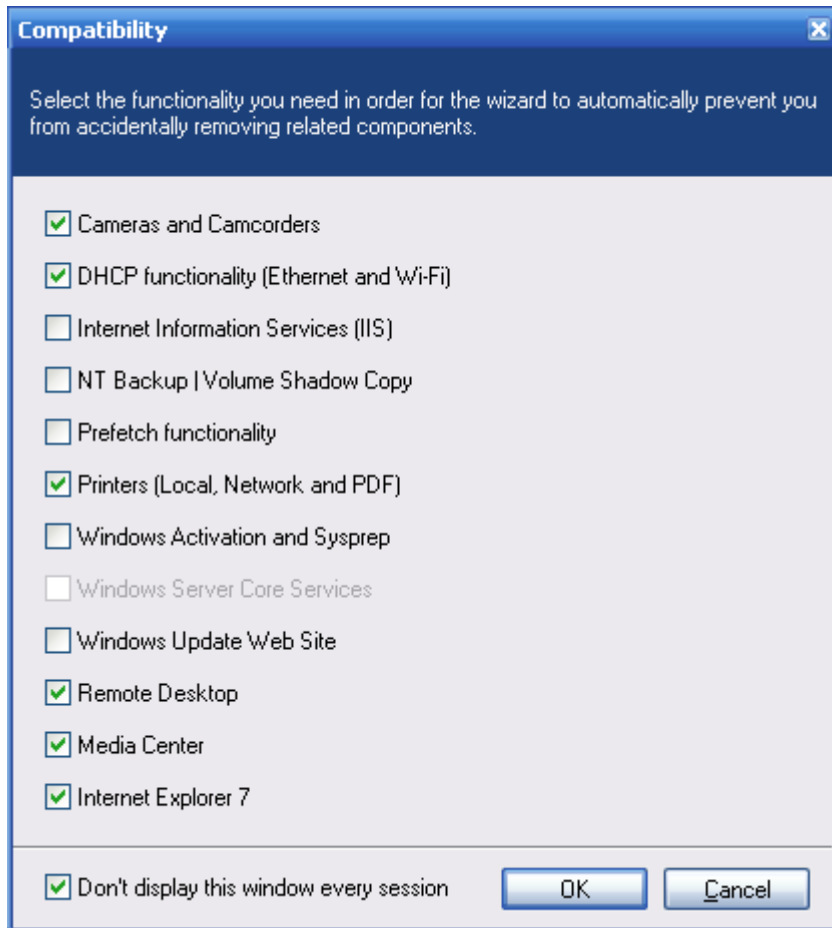 Compatibility
Select the functionality you need in order for the wizard to automatically prevent you
from accidentally removing related components.
Cameras and Camcorders
DHCP functionality (Ethernet and Wi-Fi)
Internet Information Services (IIS)
NT Backup | Volume Shadow Copy
Prefetch functionality
Printers (Local, Network and PDF)
Windows Activation and Sysprep
Windows Server Core Services
Windows Update Web Site
Remote Desktop
Media Center
Internet Explorer 7
Don't display this window every session
OK
Cancel